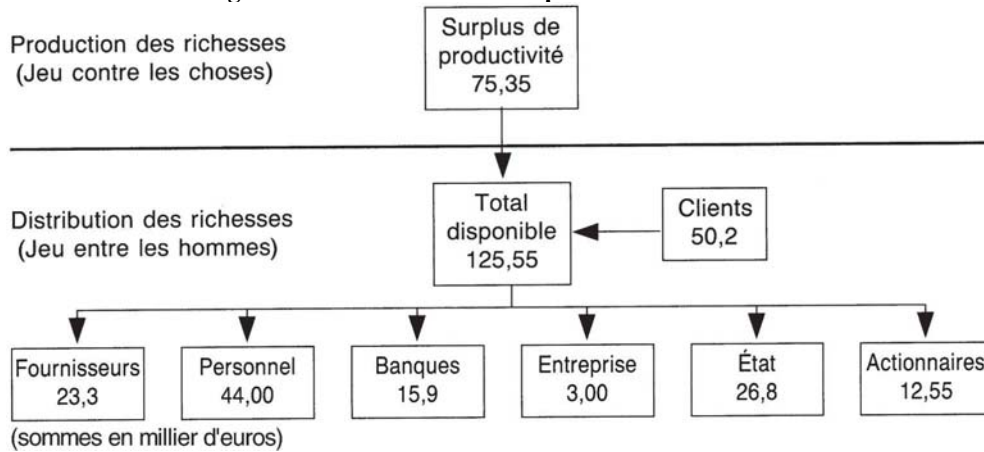 Production des richesses
(Jeu contre les choses)
Surplus de
productivité
75,35
Distribution des richesses
(Jeu entre les hommes)
Total
disponible
125,55
Clients
50,2
Fournisseurs
23,3
Personnel
44,00
Banques
15,9
Entreprise
3,00
État
26,8
Actionnaires
12,55
(sommes en millier d'euros)